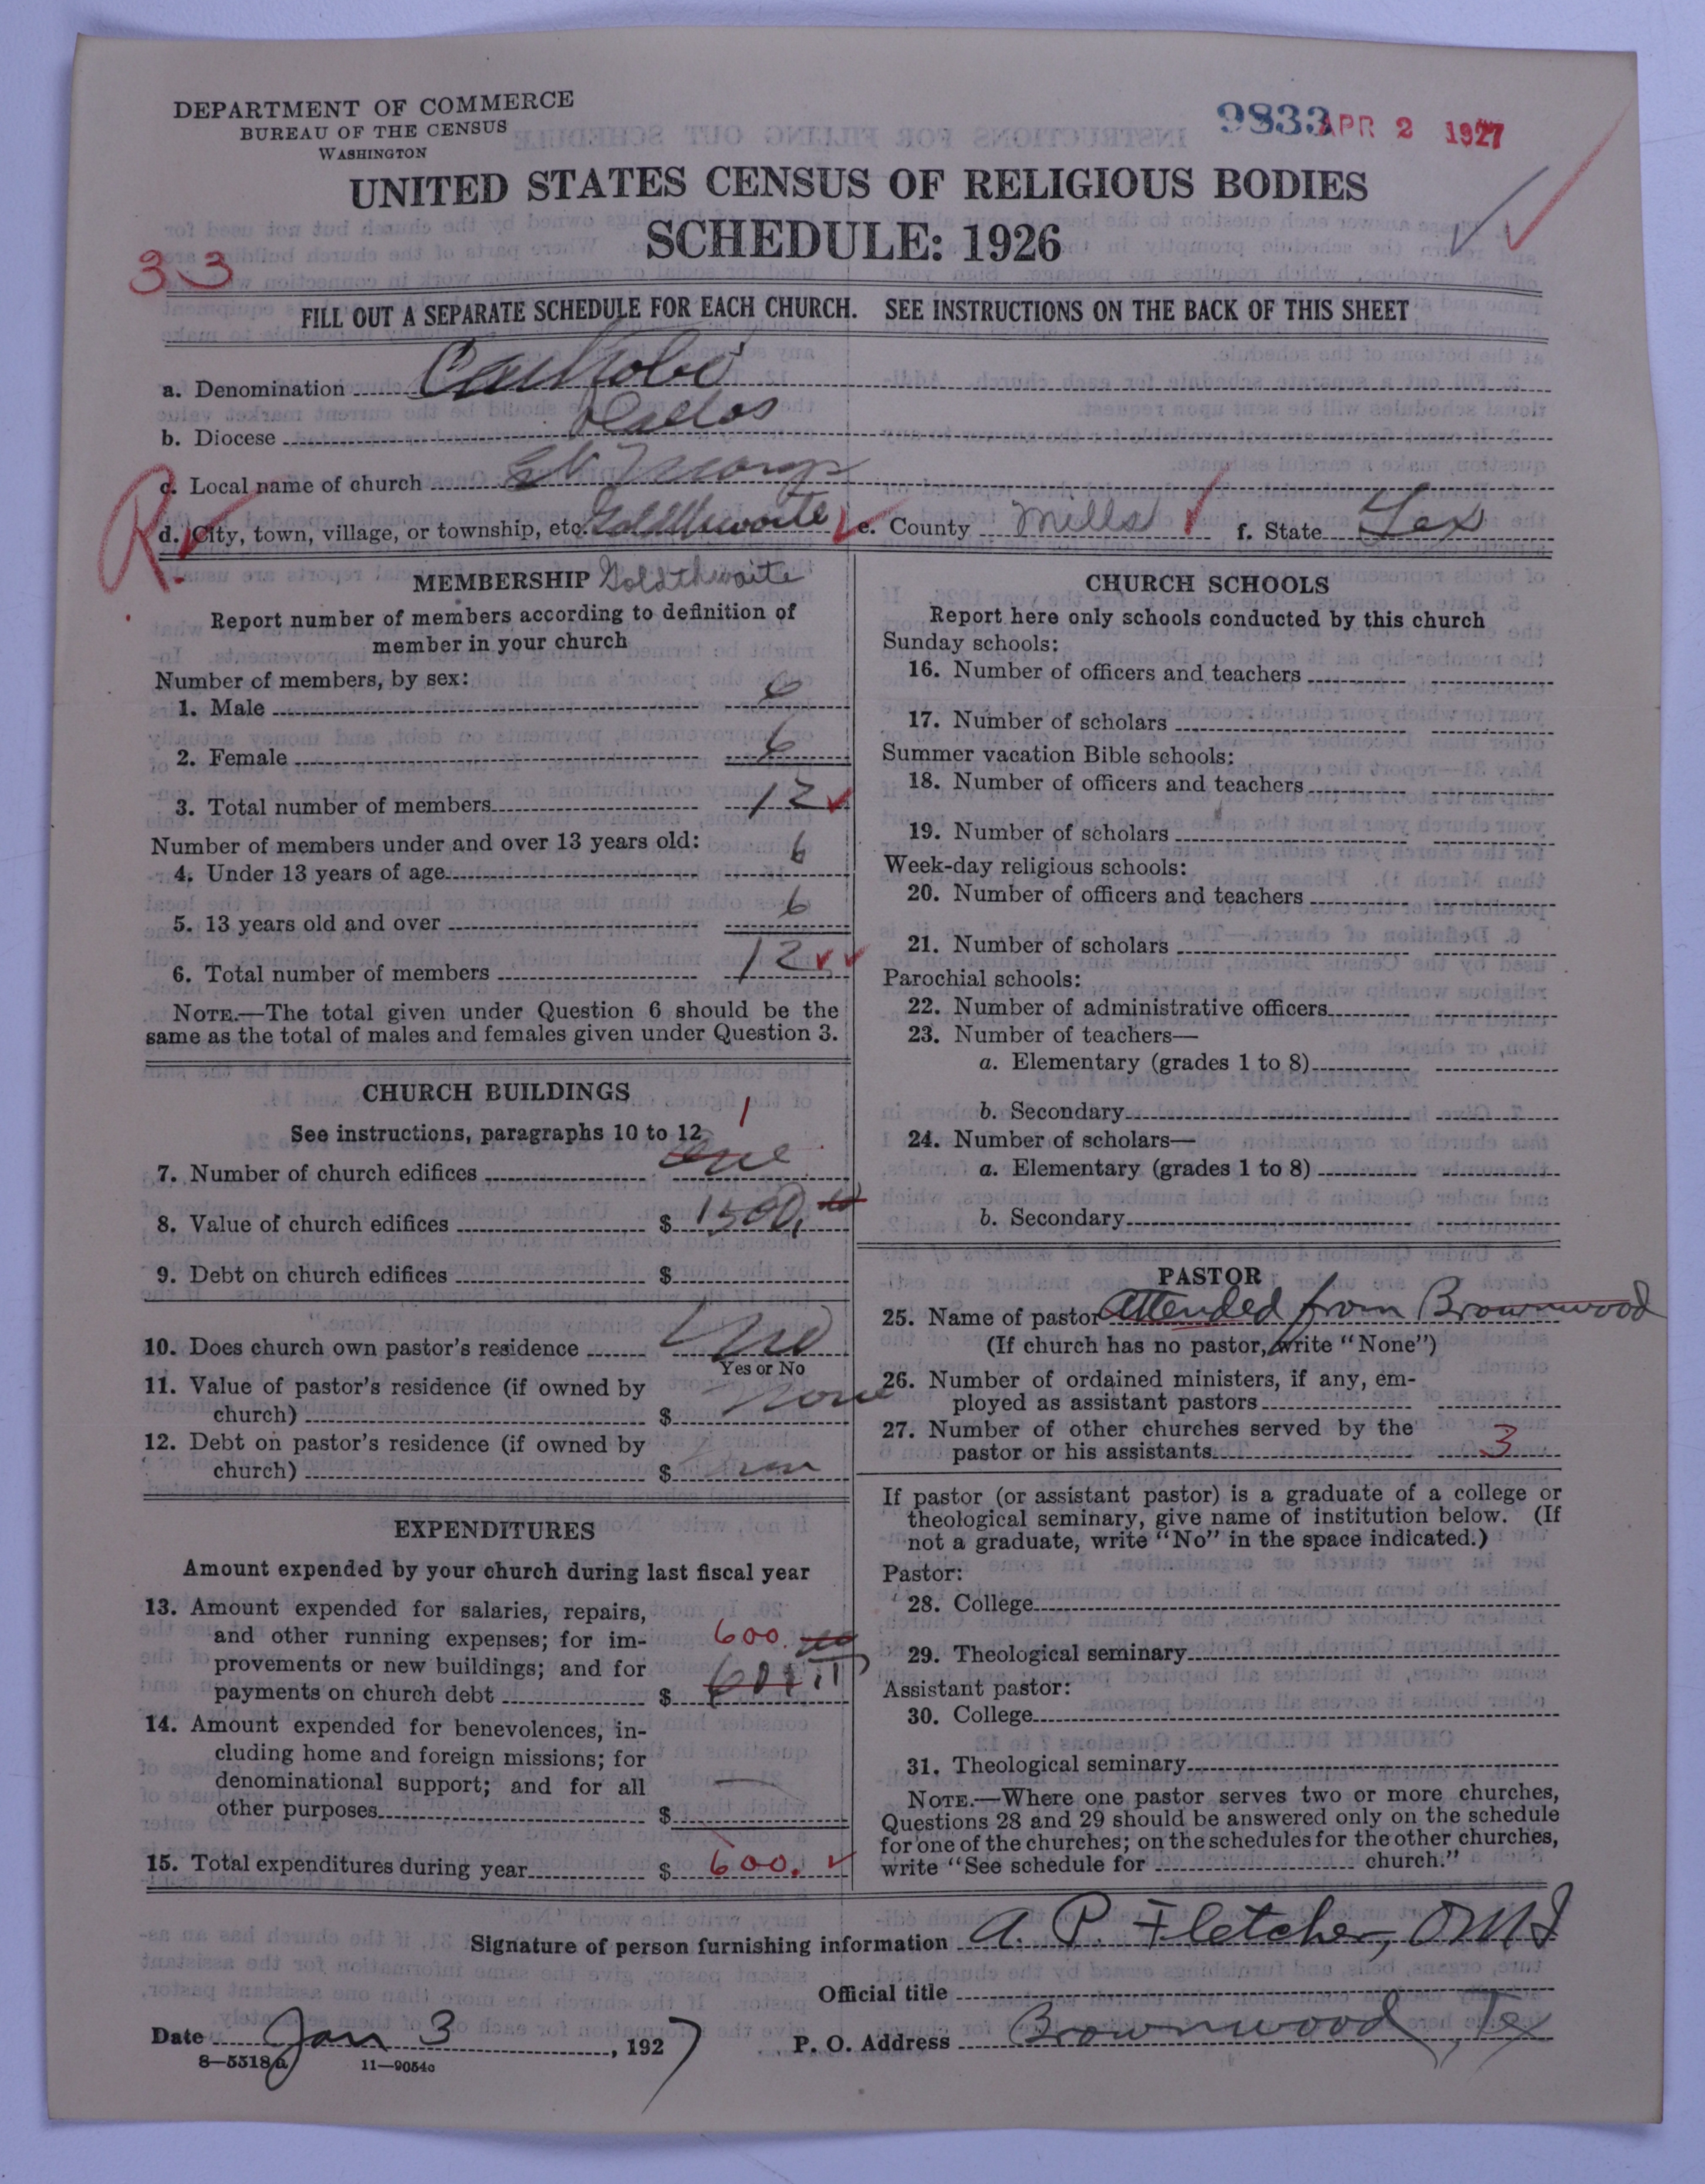 DEPARTMENT OF COMMERCE
BUREAU OF THE CENSUS
WASHINGTON
9833 APR 2 1927
UNITED STATES CENSUS OF RELIGIOUS BODIES
SCHEDULE: 1926
33
FILL OUT A SEPARATE SCHEDULE FOR EACH CHURCH. SEE INSTRUCTIONS ON THE BACK OF THIS SHEET
a. Denomination Catholic
b. Diocese Dallas
c. Local name of church St George
R.
d. City, town, village, or township, etc. Goldthwaite e. County Mills f. State Tex
MEMBERSHIP Goldthwaite
Report number of members according to definition of
member in your church
Number of members, by sex:
1. Male 6
2. Female 6
3. Total number of members 12
Number of members under and over 13 years old:
4. Under 13 years of age 6
5. 13 years old and over 6
6. Total number of members 12
NOTE.—The total given under Question 6 should be the
same as the total of males and females given under Question 3.
CHURCH BUILDINGS
See instructions, paragraphs 10 to 12
1
7. Number of church edifices one
8. Value of church edifices $ 1500.00
9. Debt on church edifices $
10. Does church own pastor's residence No
Yes or No
11. Value of pastor's residence (if owned by
church) $ none
12. Debt on pastor's residence (if owned by
church) $
EXPENDITURES
Amount expended by your church during last fiscal year
13. Amount expended for salaries, repairs,
and other running expenses; for im- 600.
provements or new buildings; and for
payments on church debt $
14. Amount expended for benevolences, in-
cluding home and foreign missions; for
denominational support; and for all
other purposes $ —
15. Total expenditures during year $ 600.
CHURCH SCHOOLS
Report here only schools conducted by this church
Sunday schools:
16. Number of officers and teachers
17. Number of scholars
Summer vacation Bible schools:
18. Number of officers and teachers
19. Number of scholars
Week-day religious schools:
20. Number of officers and teachers
21. Number of scholars
Parochial schools:
22. Number of administrative officers
23. Number of teachers—
a. Elementary (grades 1 to 8)
b. Secondary
24. Number of scholars—
a. Elementary (grades 1 to 8)
b. Secondary
PASTOR
25. Name of pastor attended from Brownwood
(If church has no pastor, write "None")
26. Number of ordained ministers, if any, em-
ployed as assistant pastors
27. Number of other churches served by the
pastor or his assistants 3
If pastor (or assistant pastor) is a graduate of a college or
theological seminary, give name of institution below. (If
not a graduate, write "No" in the space indicated.)
Pastor:
28. College
29. Theological seminary
Assistant pastor:
30. College
31. Theological seminary
NOTE.—Where one pastor serves two or more churches,
Questions 28 and 29 should be answered only on the schedule
for one of the churches; on the schedules for the other churches,
write "See schedule for church."
Signature of person furnishing information A. P. Fletcher, OMI
Official title
Date Jan 3, 1927 P. O. Address Brownwood, Tex
8—5518a 11—9054c